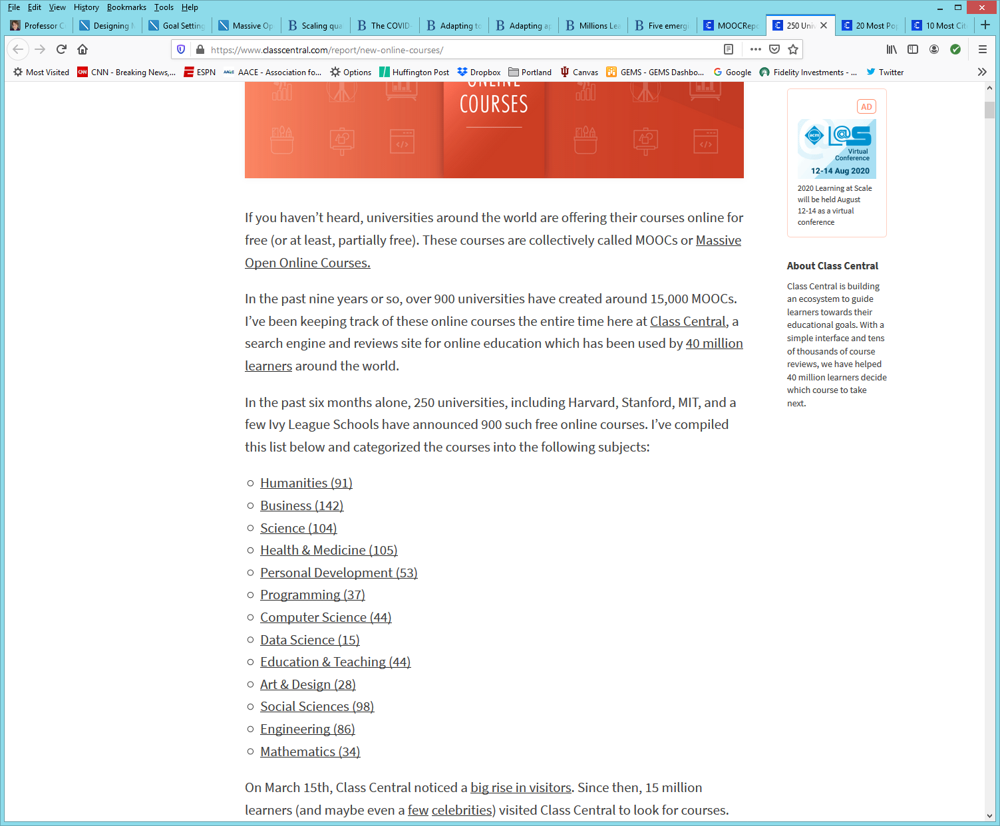 File Edit View History Bookmarks Tools Help
Professor C
Designing
Goal Setting
Massive Op
Scaling qua
The COVID-
Adapting to
Adapting ap
Millions Lea
Five emergi
MOOCRepo
250 Univ
20 Most Pop
10 Most Cit
https://www.classcentral.com/report/new-online-courses/
Most Visited CNN - Breaking News,... ESPN AACE - Association fo... Options Huffington Post Dropbox Portland Canvas GEMS - GEMS Dashbo... Google Fidelity Investments - ... Twitter
ONLINE
COURSES
If you haven’t heard, universities around the world are offering their courses online for
free (or at least, partially free). These courses are collectively called MOOCs or Massive
Open Online Courses.
In the past nine years or so, over 900 universities have created around 15,000 MOOCs.
I’ve been keeping track of these online courses the entire time here at Class Central, a
search engine and reviews site for online education which has been used by 40 million
learners around the world.
In the past six months alone, 250 universities, including Harvard, Stanford, MIT, and a
few Ivy League Schools have announced 900 such free online courses. I’ve compiled
this list below and categorized the courses into the following subjects:
Humanities (91)
Business (142)
Science (104)
Health & Medicine (105)
Personal Development (53)
Programming (37)
Computer Science (44)
Data Science (15)
Education & Teaching (44)
Art & Design (28)
Social Sciences (98)
Engineering (86)
Mathematics (34)
On March 15th, Class Central noticed a big rise in visitors. Since then, 15 million
learners (and maybe even a few celebrities) visited Class Central to look for courses.
AD
acm L@S
Virtual
Conference
12-14 Aug 2020
2020 Learning at Scale
will be held August
12-14 as a virtual
conference
About Class Central
Class Central is building
an ecosystem to guide
learners towards their
educational goals. With a
simple interface and tens
of thousands of course
reviews, we have helped
40 million learners decide
which course to take
next.